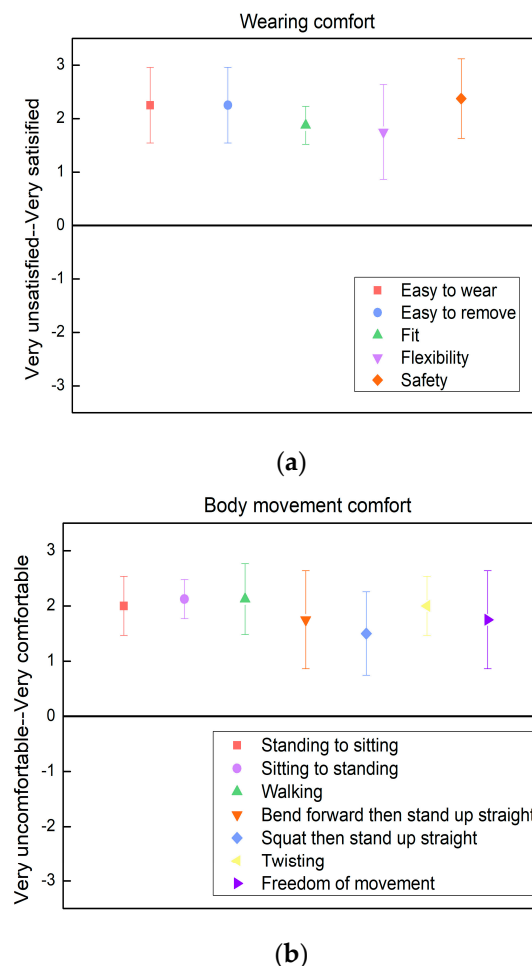 Wearing comfort
Very unsatisfied--Very satisified
3
2
1
0
-1
-2
-3
Easy to wear
Easy to remove
Fit
Flexibility
Safety
(a)
Body movement comfort
Very uncomfortable--Very comfortable
3
2
1
0
-1
-2
-3
Standing to sitting
Sitting to standing
Walking
Bend forward then stand up straight
Squat then stand up straight
Twisting
Freedom of movement
(b)